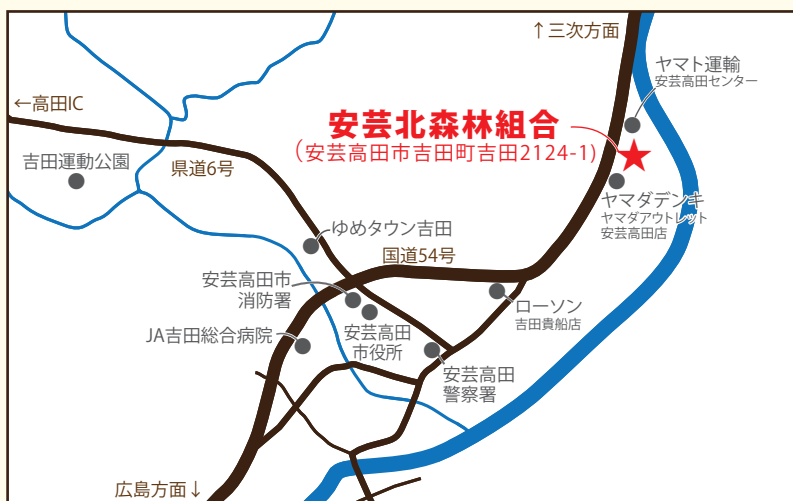 ↑三次方面
ヤマト運輸
安芸高田センター
←高田IC
安芸北森林組合
(安芸高田市吉田町吉田2124-1)
吉田運動公園
県道6号
ヤマダデンキ
ヤマダアウトレット
安芸高田店
ゆめタウン吉田
国道54号
安芸高田市
消防署
ローソン
吉田貴船店
JA吉田総合病院
安芸高田
市役所
安芸高田
警察署
広島方面↓